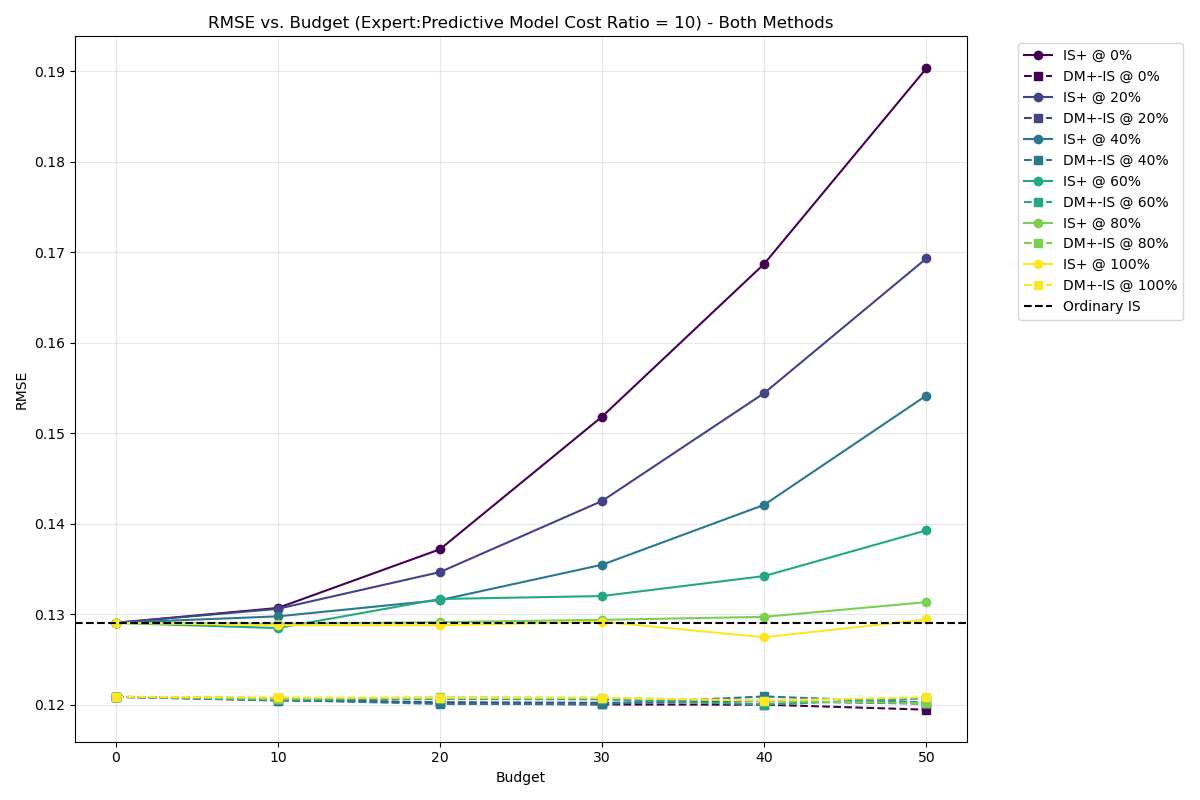 RMSE vs. Budget (Expert:Predictive Model Cost Ratio = 10) - Both Methods
RMSE
0.19
0.18
0.17
0.16
0.15
0.14
0.13
0.12
0
10
20
30
40
50
Budget
IS+ @ 0%
DM+-IS @ 0%
IS+ @ 20%
DM+-IS @ 20%
IS+ @ 40%
DM+-IS @ 40%
IS+ @ 60%
DM+-IS @ 60%
IS+ @ 80%
DM+-IS @ 80%
IS+ @ 100%
DM+-IS @ 100%
Ordinary IS